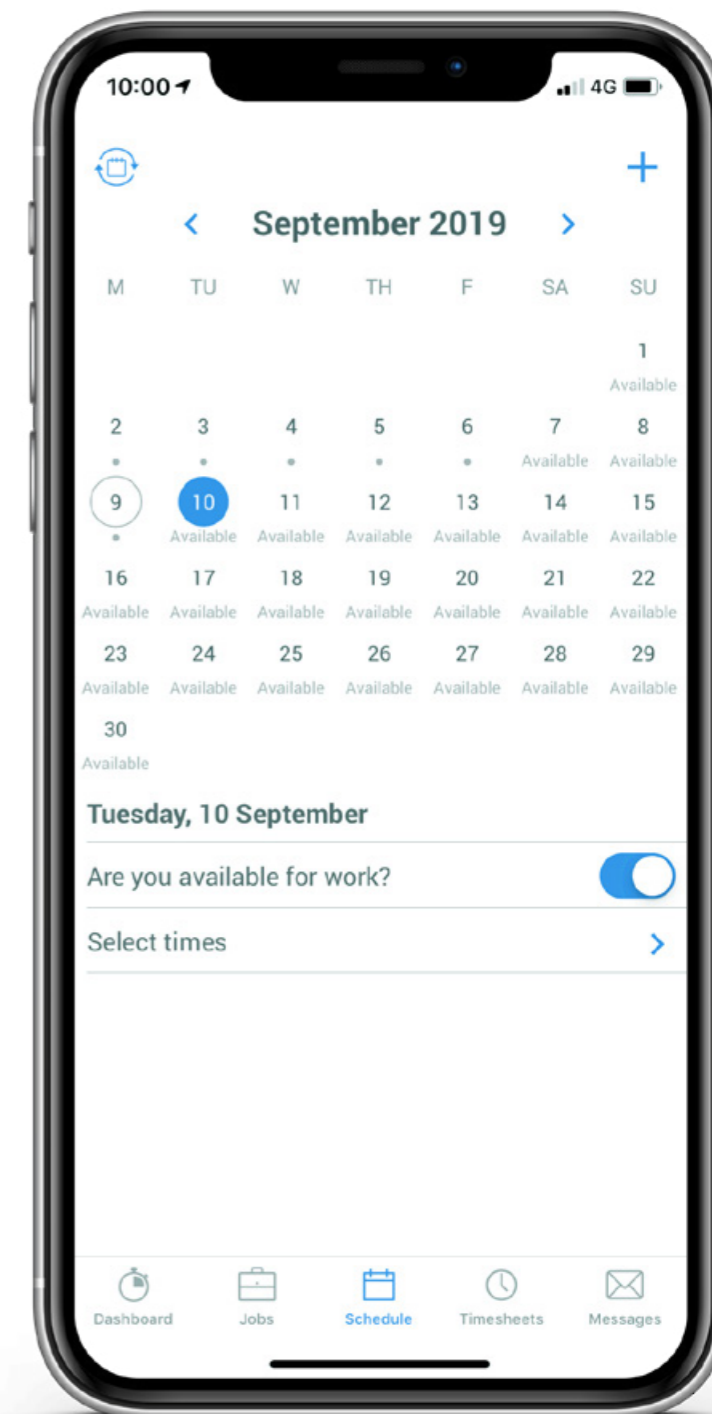 10:00 4G
September 2019
M TU W TH F SA SU
1
Available
2 3 4 5 6 7 8
Available Available
9 10 11 12 13 14 15
Available Available Available Available Available Available
16 17 18 19 20 21 22
Available Available Available Available Available Available Available
23 24 25 26 27 28 29
Available Available Available Available Available Available Available
30
Available
Tuesday, 10 September
Are you available for work?
Select times
Dashboard Jobs Schedule Timesheets Messages